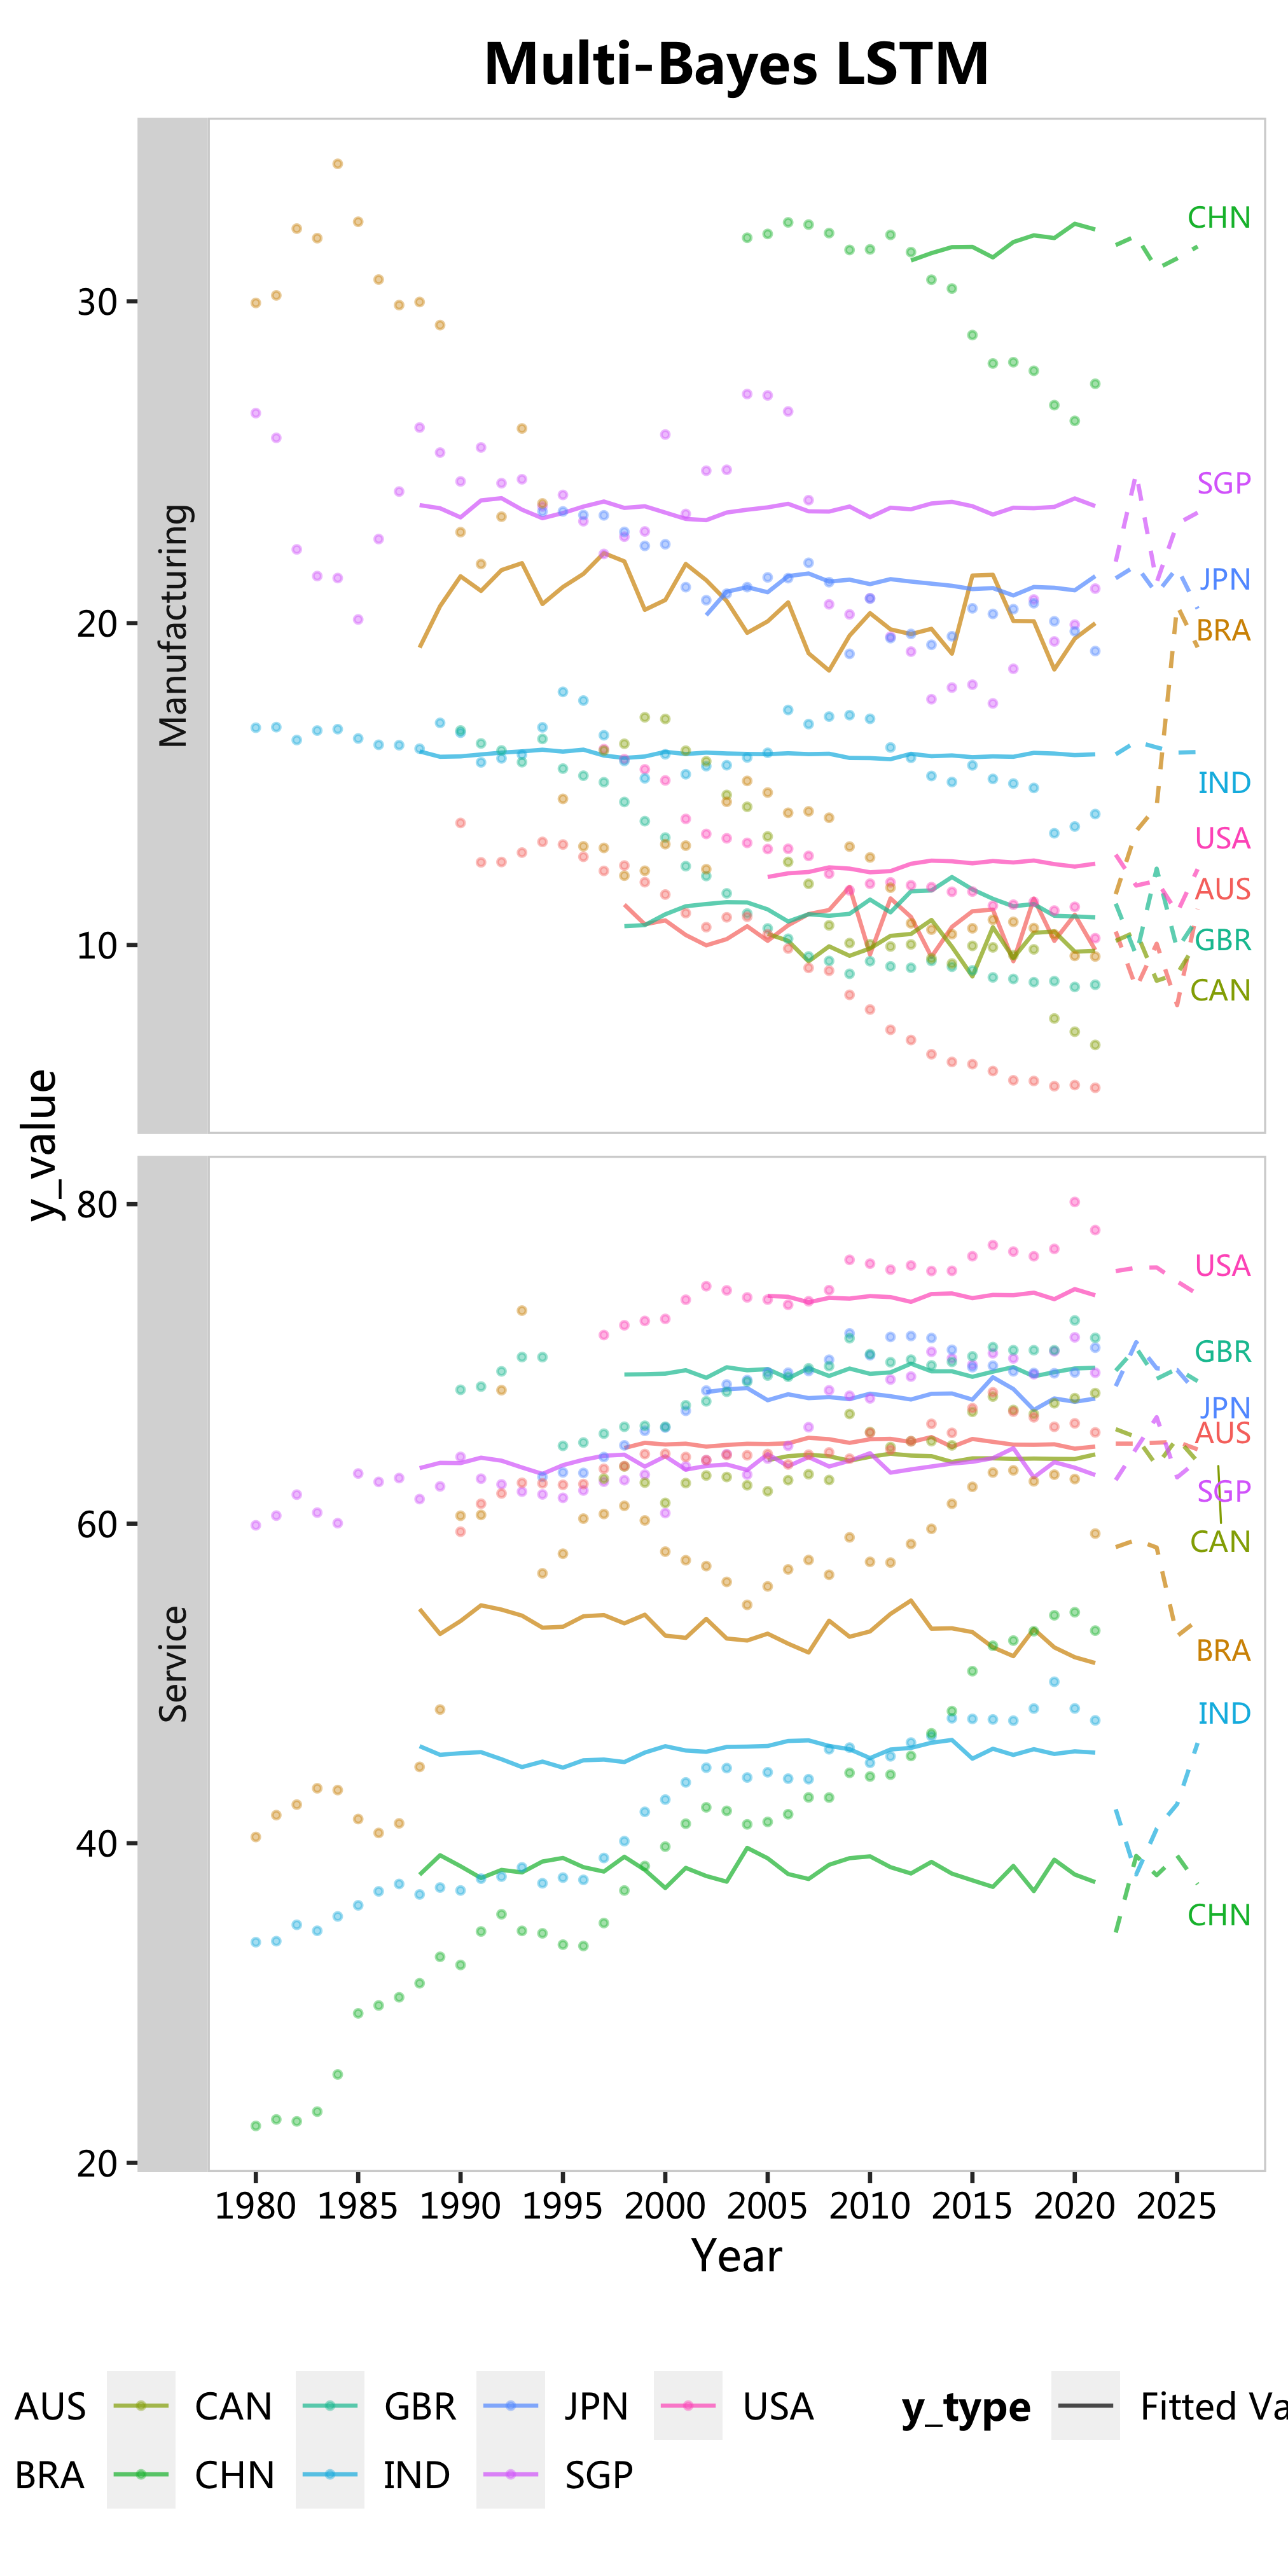 Multi-Bayes LSTM
y_value
Manufacturing
30
20
10
CHN
SGP
JPN
BRA
IND
USA
AUS
GBR
CAN
Service
80
60
40
20
USA
GBR
JPN
AUS
SGP
CAN
BRA
IND
CHN
1980 1985 1990 1995 2000 2005 2010 2015 2020 2025
Year
AUS CAN GBR JPN USA y_type Fitted Va
BRA CHN IND SGP